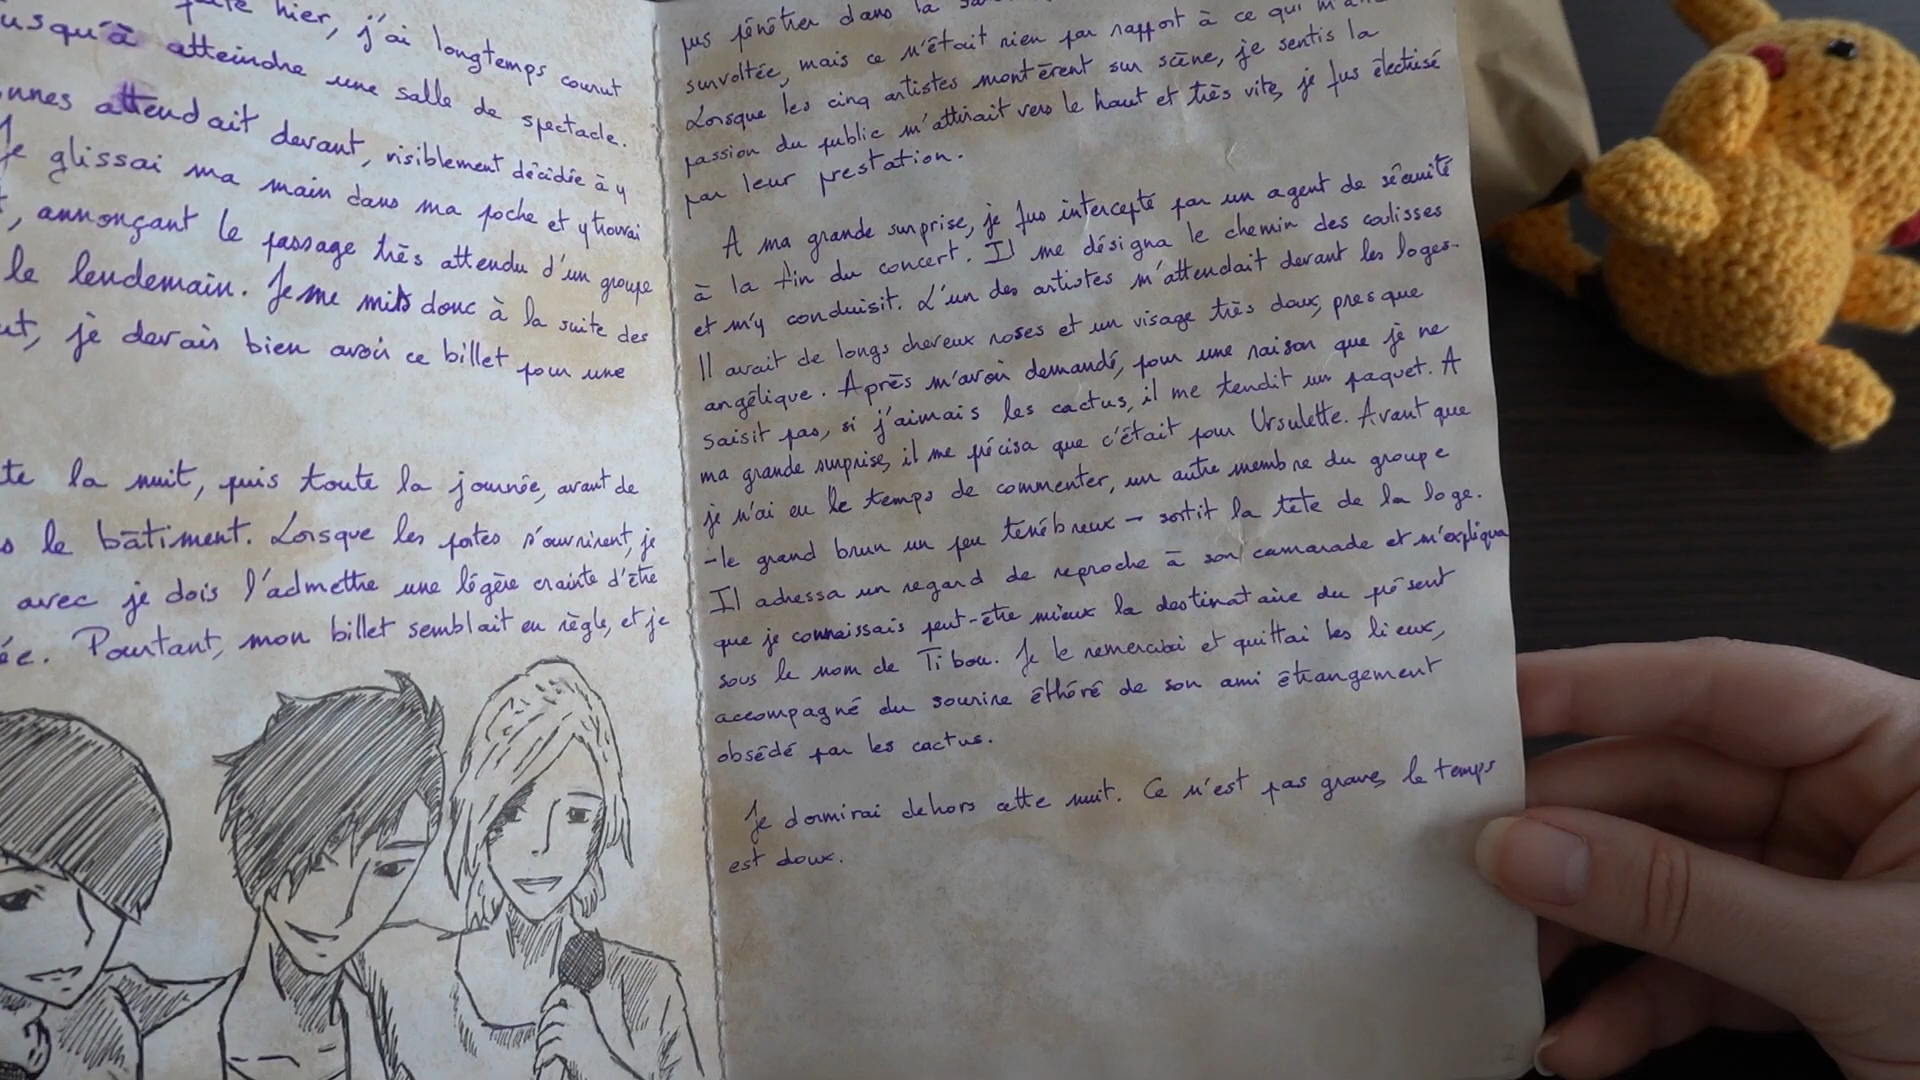 hier, j'ai longtemps courut
usqu'à atteindre une salle de spectacle.
nnes attendait devant, visiblement décidée à y
Je glissai ma main dans ma poche et y trouvai
, annonçant le passage très attendu d'un groupe
le lendemain. Je me mis donc à la suite des
ut, je devais bien avoir ce billet pour une
te la nuit, puis toute la journée, avant de
le bâtiment. Lorsque les portes s'ouvrirent, je
avec je dois l'admettre une légère crainte d'être
ée. Pourtant, mon billet semblait en règle, et je
pus pénétrer dans la
survoltée, mais ce n'était rien par rapport à ce qui
Lorsque les cinq artistes montèrent sur scène, je sentis la
passion du public m'attirait vers le haut et très vite, je fus électrisé
par leur prestation.
A ma grande surprise, je fus intercepté par un agent de sécurité
à la fin du concert. Il me désigna le chemin des coulisses
et m'y conduisit. L'un des artistes m'attendait devant les loges.
Il avait de longs cheveux roses et un visage très doux, presque
angélique. Après m'avoir demandé, pour une raison que je ne
saisit pas, si j'aimais les cactus, il me tendit un paquet. A
ma grande surprise, il me précisa que c'était pour Ursulette. Avant que
je n'ai eu le temps de commenter, un autre membre du groupe
- le grand brun un peu ténébreux - sortit la tête de la loge.
Il adressa un regard de reproche à son camarade et m'expliqua
que je connaissais peut-être mieux la destinataire du présent
sous le nom de Tibou. Je le remerciai et quittai les lieux,
accompagné du sourire éthéré de son ami étrangement
obsédé par les cactus.
Je dormirai dehors cette nuit. Ce n'est pas grave, le temps
est doux.